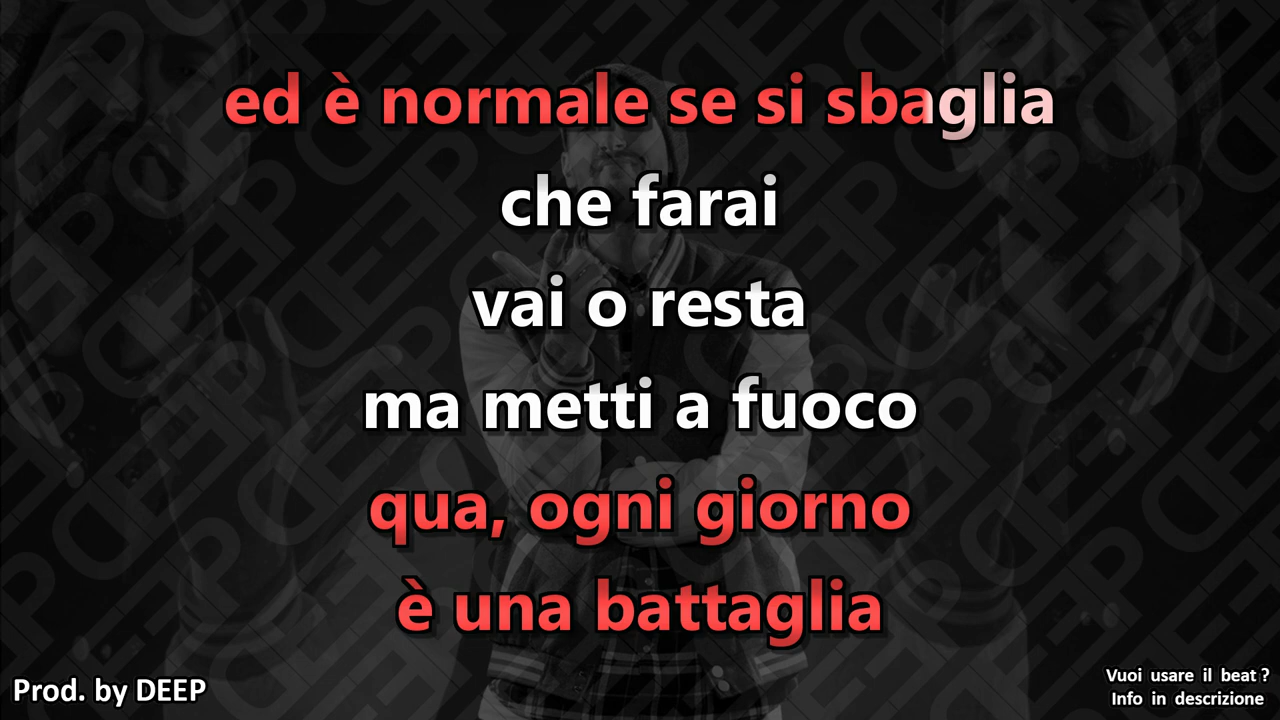 ed è normale se si sbaglia
che farai
vai o resta
ma metti a fuoco
qua, ogni giorno
è una battaglia
Prod. by DEEP
Vuoi usare il beat ?
Info in descrizione